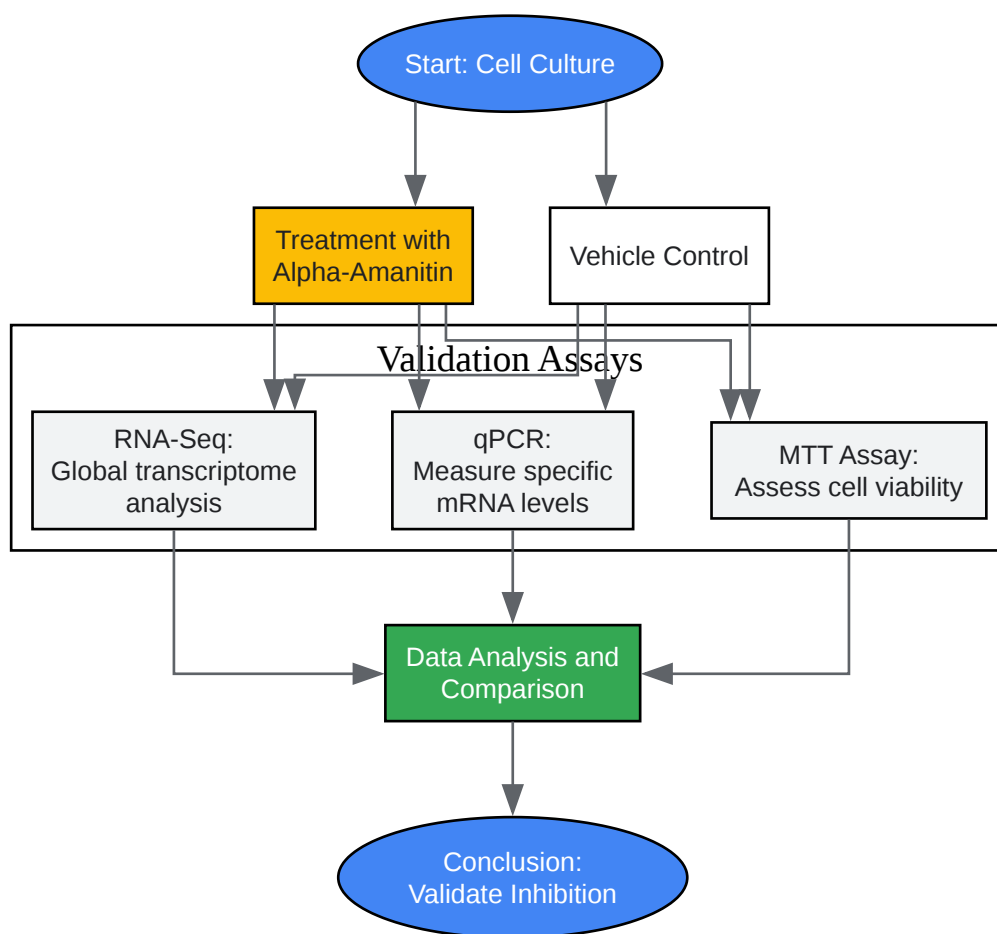 Start: Cell Culture
Treatment with
Alpha-Amanitin
Vehicle Control
Validation Assays
RNA-Seq:
Global transcriptome
analysis
qPCR:
Measure specific
mRNA levels
MTT Assay:
Assess cell viability
Data Analysis and
Comparison
Conclusion:
Validate Inhibition